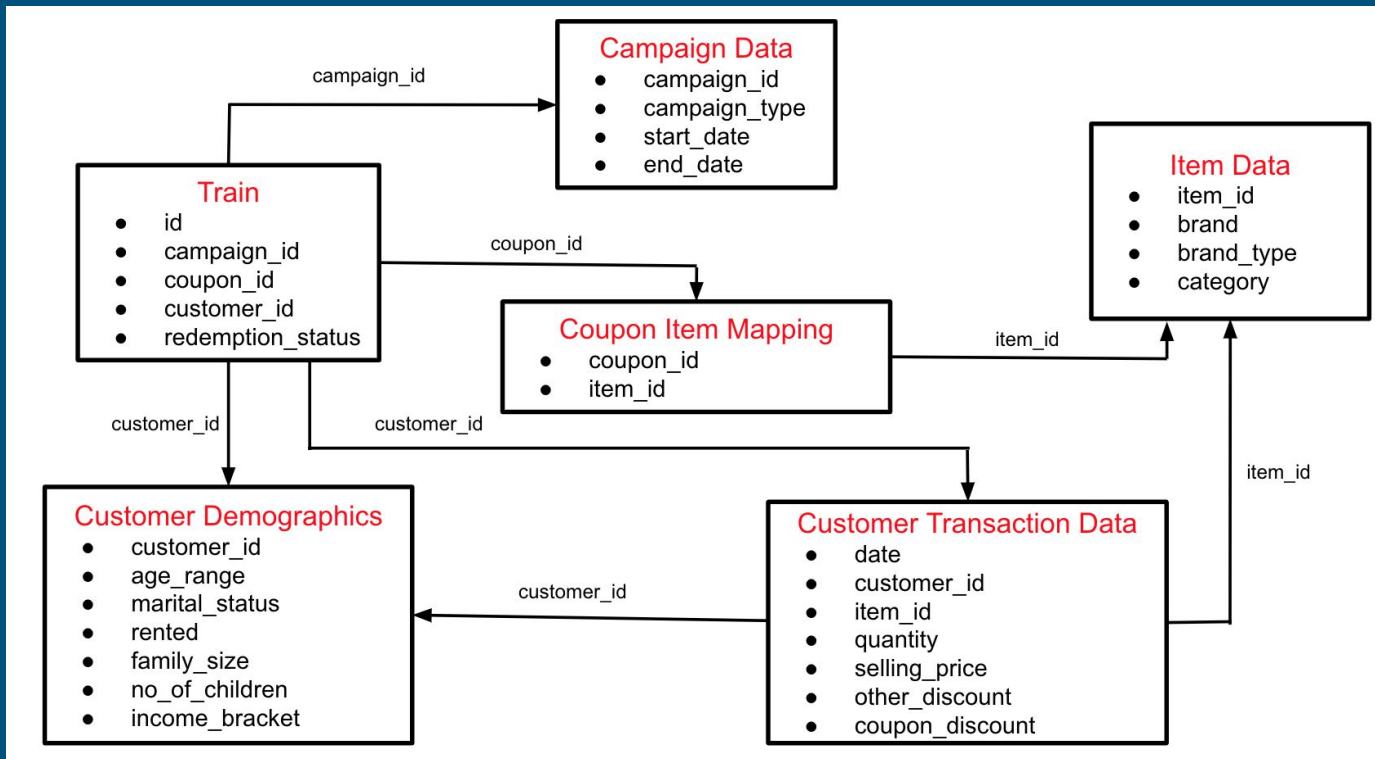 Campaign Data
● campaign_id
● campaign_type
● start_date
● end_date
campaign_id
Train
● id
● campaign_id
● coupon_id
● customer_id
● redemption_status
coupon_id
Item Data
● item_id
● brand
● brand_type
● category
Coupon Item Mapping
● coupon_id
● item_id
item_id
customer_id
customer_id
item_id
Customer Demographics
● customer_id
● age_range
● marital_status
● rented
● family_size
● no_of_children
● income_bracket
customer_id
Customer Transaction Data
● date
● customer_id
● item_id
● quantity
● selling_price
● other_discount
● coupon_discount